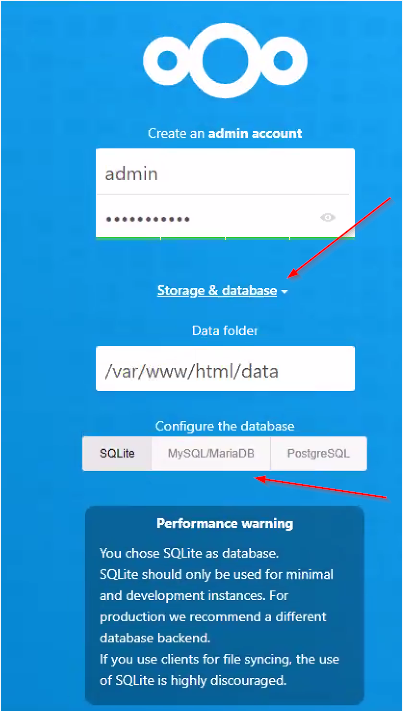 Create an admin account
admin
•••••••••••
Storage & database
Data folder
/var/www/html/data
Configure the database
SQLite MySQL/MariaDB PostgreSQL
Performance warning
You chose SQLite as database.
SQLite should only be used for minimal
and development instances. For
production we recommend a different
database backend.
If you use clients for file syncing, the use
of SQLite is highly discouraged.